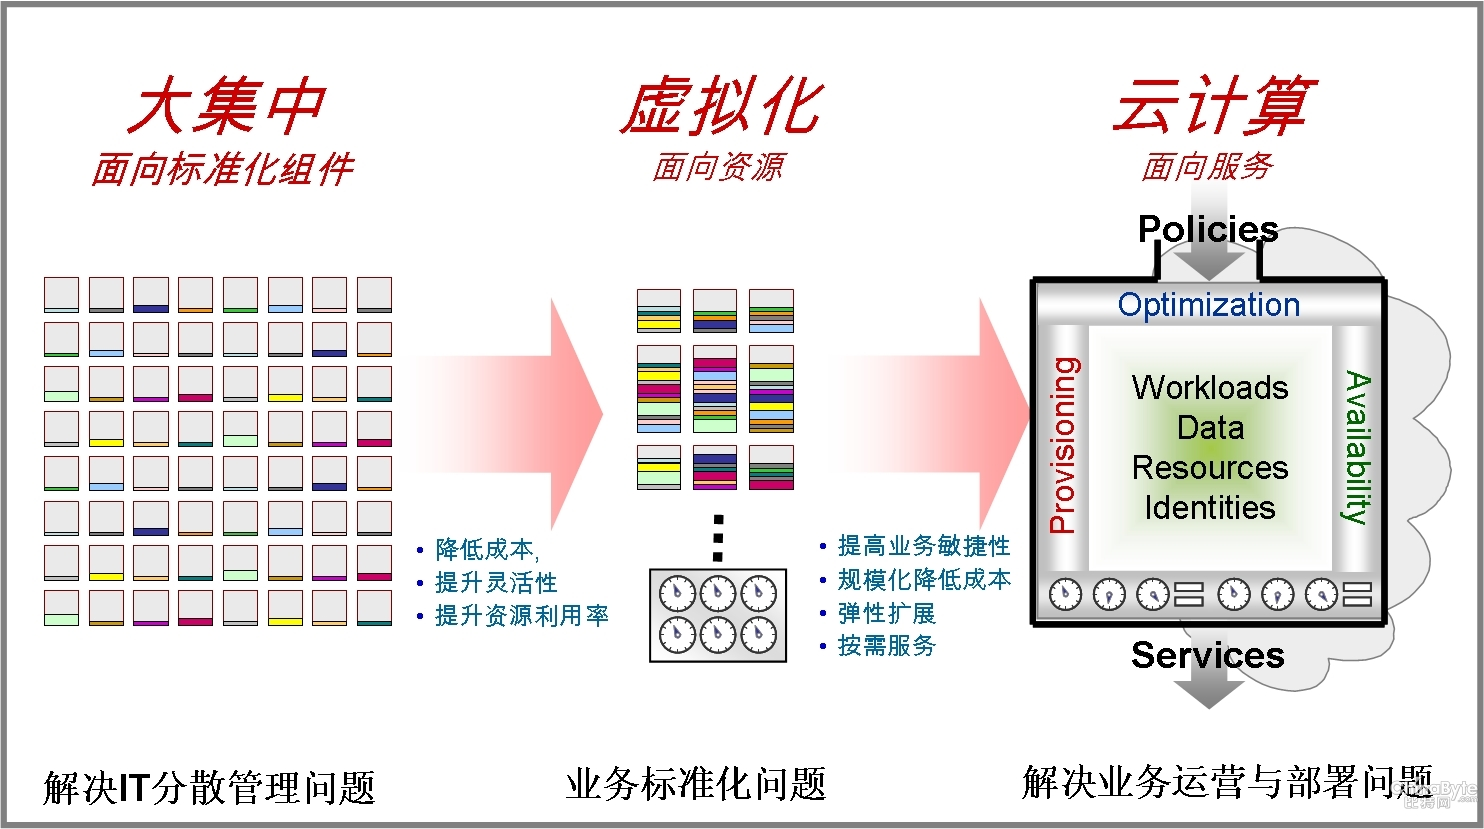 大集中
面向标准化组件
虚拟化
面向资源
云计算
面向服务
Policies
Optimization
Provisioning
Availability
Workloads
Data
Resources
Identities
• 降低成本,
• 提升灵活性
• 提升资源利用率
• 提高业务敏捷性
• 规模化降低成本
• 弹性扩展
• 按需服务
Services
解决IT分散管理问题
业务标准化问题
解决业务运营与部署问题
ChinaByte
.com
比特网